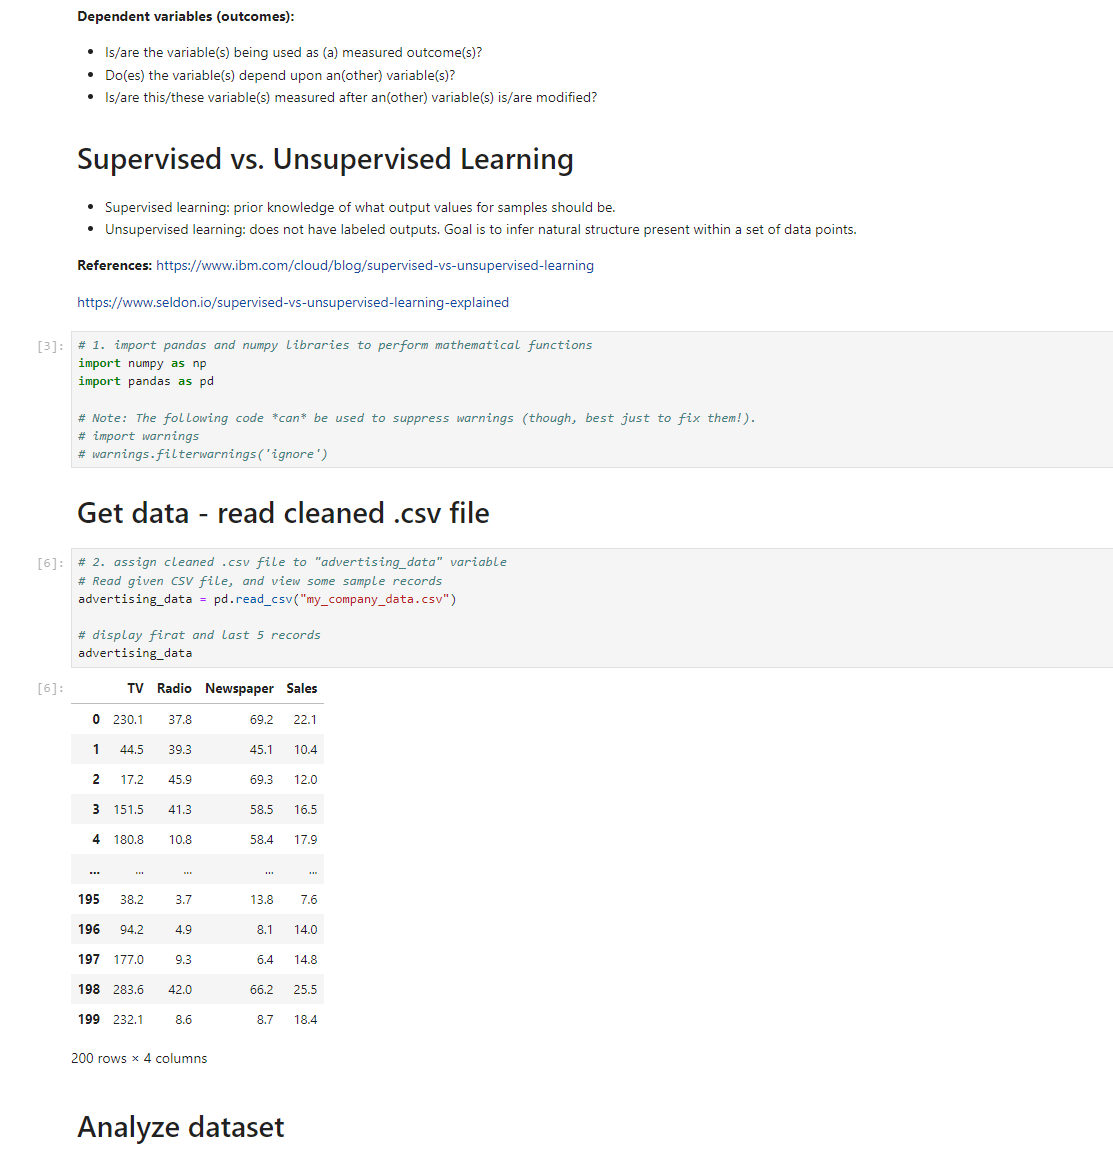 Dependent variables (outcomes):
• Is/are the variable(s) being used as (a) measured outcome(s)?
• Do(es) the variable(s) depend upon an(other) variable(s)?
• Is/are this/these variable(s) measured after an(other) variable(s) is/are modified?
Supervised vs. Unsupervised Learning
• Supervised learning: prior knowledge of what output values for samples should be.
• Unsupervised learning: does not have labeled outputs. Goal is to infer natural structure present within a set of data points.
References: https://www.ibm.com/cloud/blog/supervised-vs-unsupervised-learning
https://www.seldon.io/supervised-vs-unsupervised-learning-explained
[3]: # 1. import pandas and numpy libraries to perform mathematical functions
import numpy as np
import pandas as pd
# Note: The following code *can* be used to suppress warnings (though, best just to fix them!).
# import warnings
# warnings.filterwarnings('ignore')
Get data - read cleaned .csv file
[6]: # 2. assign cleaned .csv file to "advertising_data" variable
# Read given CSV file, and view some sample records
advertising_data = pd.read_csv("my_company_data.csv")
# display firat and last 5 records
advertising_data
[6]: TV Radio Newspaper Sales
0 230.1 37.8 69.2 22.1
1 44.5 39.3 45.1 10.4
2 17.2 45.9 69.3 12.0
3 151.5 41.3 58.5 16.5
4 180.8 10.8 58.4 17.9
... ... ... ... ...
195 38.2 3.7 13.8 7.6
196 94.2 4.9 8.1 14.0
197 177.0 9.3 6.4 14.8
198 283.6 42.0 66.2 25.5
199 232.1 8.6 8.7 18.4
200 rows × 4 columns
Analyze dataset